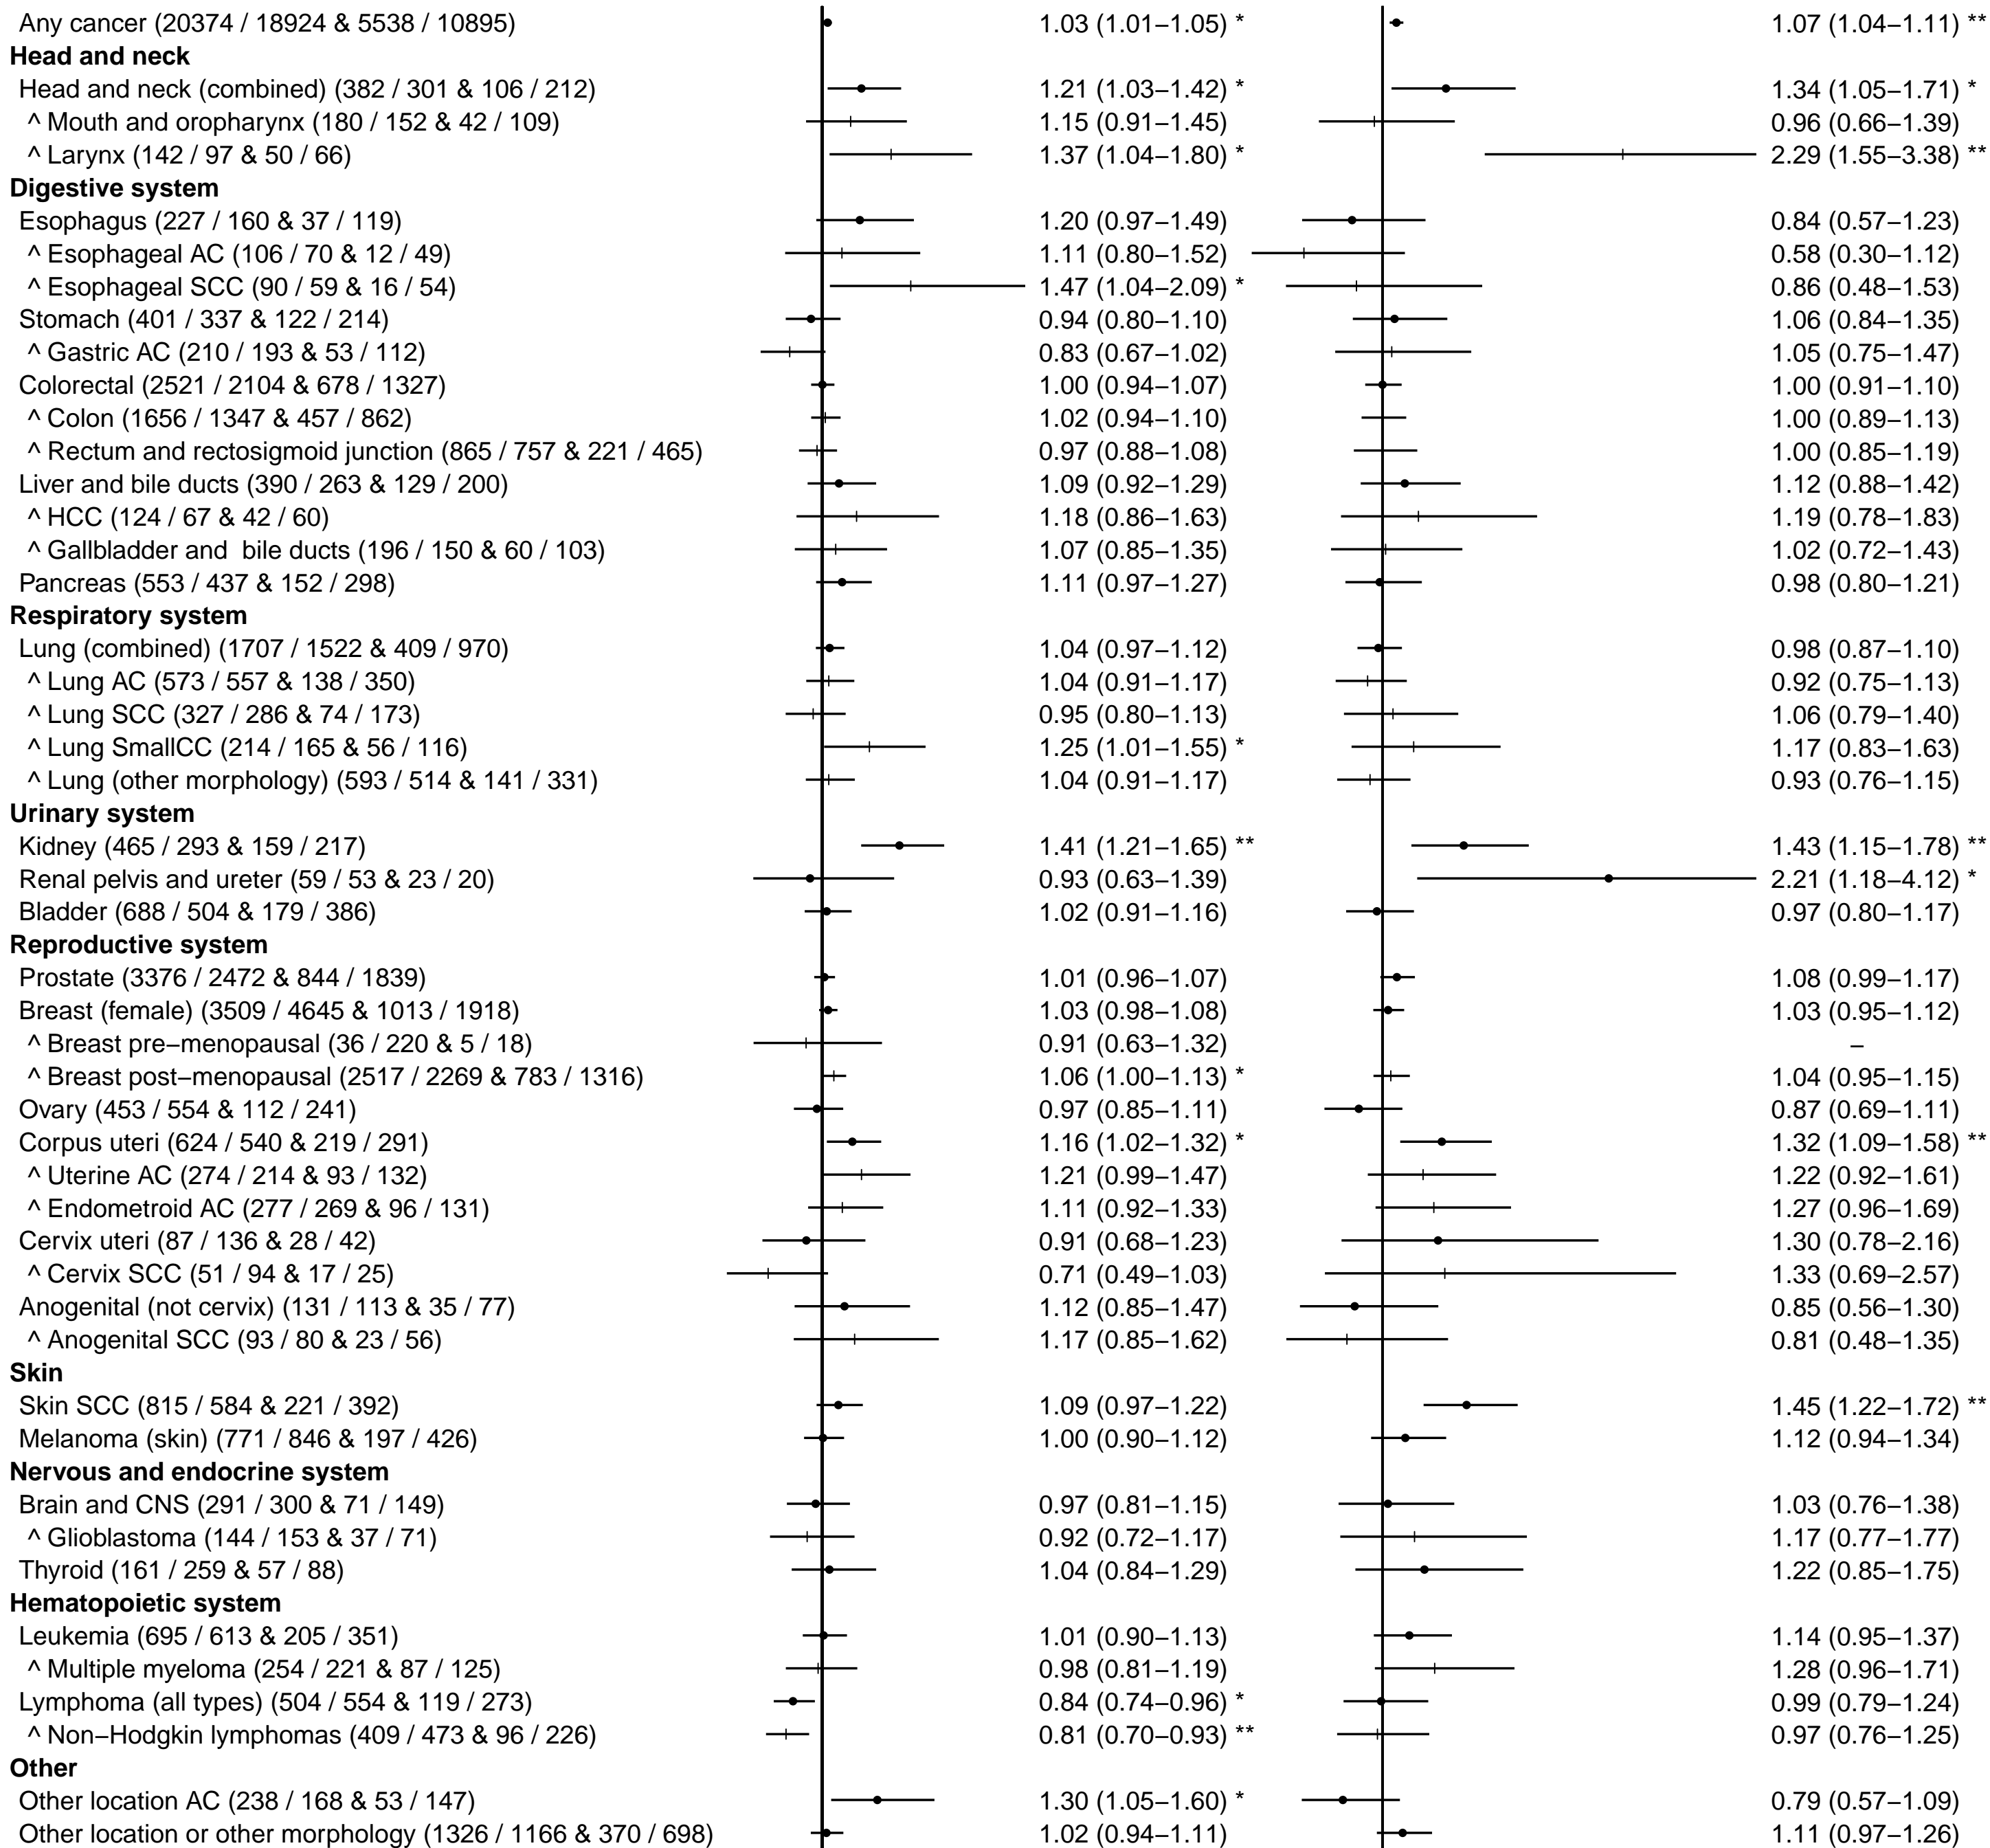 Any cancer (20374 / 18924 & 5538 / 10895) 1.03 (1.01–1.05) * 1.07 (1.04–1.11) **
Head and neck
Head and neck (combined) (382 / 301 & 106 / 212) 1.21 (1.03–1.42) * 1.34 (1.05–1.71) *
^ Mouth and oropharynx (180 / 152 & 42 / 109) 1.15 (0.91–1.45) 0.96 (0.66–1.39)
^ Larynx (142 / 97 & 50 / 66) 1.37 (1.04–1.80) * 2.29 (1.55–3.38) **
Digestive system
Esophagus (227 / 160 & 37 / 119) 1.20 (0.97–1.49) 0.84 (0.57–1.23)
^ Esophageal AC (106 / 70 & 12 / 49) 1.11 (0.80–1.52) 0.58 (0.30–1.12)
^ Esophageal SCC (90 / 59 & 16 / 54) 1.47 (1.04–2.09) * 0.86 (0.48–1.53)
Stomach (401 / 337 & 122 / 214) 0.94 (0.80–1.10) 1.06 (0.84–1.35)
^ Gastric AC (210 / 193 & 53 / 112) 0.83 (0.67–1.02) 1.05 (0.75–1.47)
Colorectal (2521 / 2104 & 678 / 1327) 1.00 (0.94–1.07) 1.00 (0.91–1.10)
^ Colon (1656 / 1347 & 457 / 862) 1.02 (0.94–1.10) 1.00 (0.89–1.13)
^ Rectum and rectosigmoid junction (865 / 757 & 221 / 465) 0.97 (0.88–1.08) 1.00 (0.85–1.19)
Liver and bile ducts (390 / 263 & 129 / 200) 1.09 (0.92–1.29) 1.12 (0.88–1.42)
^ HCC (124 / 67 & 42 / 60) 1.18 (0.86–1.63) 1.19 (0.78–1.83)
^ Gallbladder and  bile ducts (196 / 150 & 60 / 103) 1.07 (0.85–1.35) 1.02 (0.72–1.43)
Pancreas (553 / 437 & 152 / 298) 1.11 (0.97–1.27) 0.98 (0.80–1.21)
Respiratory system
Lung (combined) (1707 / 1522 & 409 / 970) 1.04 (0.97–1.12) 0.98 (0.87–1.10)
^ Lung AC (573 / 557 & 138 / 350) 1.04 (0.91–1.17) 0.92 (0.75–1.13)
^ Lung SCC (327 / 286 & 74 / 173) 0.95 (0.80–1.13) 1.06 (0.79–1.40)
^ Lung SmallCC (214 / 165 & 56 / 116) 1.25 (1.01–1.55) * 1.17 (0.83–1.63)
^ Lung (other morphology) (593 / 514 & 141 / 331) 1.04 (0.91–1.17) 0.93 (0.76–1.15)
Urinary system
Kidney (465 / 293 & 159 / 217) 1.41 (1.21–1.65) ** 1.43 (1.15–1.78) **
Renal pelvis and ureter (59 / 53 & 23 / 20) 0.93 (0.63–1.39) 2.21 (1.18–4.12) *
Bladder (688 / 504 & 179 / 386) 1.02 (0.91–1.16) 0.97 (0.80–1.17)
Reproductive system
Prostate (3376 / 2472 & 844 / 1839) 1.01 (0.96–1.07) 1.08 (0.99–1.17)
Breast (female) (3509 / 4645 & 1013 / 1918) 1.03 (0.98–1.08) 1.03 (0.95–1.12)
^ Breast pre–menopausal (36 / 220 & 5 / 18) 0.91 (0.63–1.32) –
^ Breast post–menopausal (2517 / 2269 & 783 / 1316) 1.06 (1.00–1.13) * 1.04 (0.95–1.15)
Ovary (453 / 554 & 112 / 241) 0.97 (0.85–1.11) 0.87 (0.69–1.11)
Corpus uteri (624 / 540 & 219 / 291) 1.16 (1.02–1.32) * 1.32 (1.09–1.58) **
^ Uterine AC (274 / 214 & 93 / 132) 1.21 (0.99–1.47) 1.22 (0.92–1.61)
^ Endometroid AC (277 / 269 & 96 / 131) 1.11 (0.92–1.33) 1.27 (0.96–1.69)
Cervix uteri (87 / 136 & 28 / 42) 0.91 (0.68–1.23) 1.30 (0.78–2.16)
^ Cervix SCC (51 / 94 & 17 / 25) 0.71 (0.49–1.03) 1.33 (0.69–2.57)
Anogenital (not cervix) (131 / 113 & 35 / 77) 1.12 (0.85–1.47) 0.85 (0.56–1.30)
^ Anogenital SCC (93 / 80 & 23 / 56) 1.17 (0.85–1.62) 0.81 (0.48–1.35)
Skin
Skin SCC (815 / 584 & 221 / 392) 1.09 (0.97–1.22) 1.45 (1.22–1.72) **
Melanoma (skin) (771 / 846 & 197 / 426) 1.00 (0.90–1.12) 1.12 (0.94–1.34)
Nervous and endocrine system
Brain and CNS (291 / 300 & 71 / 149) 0.97 (0.81–1.15) 1.03 (0.76–1.38)
^ Glioblastoma (144 / 153 & 37 / 71) 0.92 (0.72–1.17) 1.17 (0.77–1.77)
Thyroid (161 / 259 & 57 / 88) 1.04 (0.84–1.29) 1.22 (0.85–1.75)
Hematopoietic system
Leukemia (695 / 613 & 205 / 351) 1.01 (0.90–1.13) 1.14 (0.95–1.37)
^ Multiple myeloma (254 / 221 & 87 / 125) 0.98 (0.81–1.19) 1.28 (0.96–1.71)
Lymphoma (all types) (504 / 554 & 119 / 273) 0.84 (0.74–0.96) * 0.99 (0.79–1.24)
^ Non–Hodgkin lymphomas (409 / 473 & 96 / 226) 0.81 (0.70–0.93) ** 0.97 (0.76–1.25)
Other
Other location AC (238 / 168 & 53 / 147) 1.30 (1.05–1.60) * 0.79 (0.57–1.09)
Other location or other morphology (1326 / 1166 & 370 / 698) 1.02 (0.94–1.11) 1.11 (0.97–1.26)